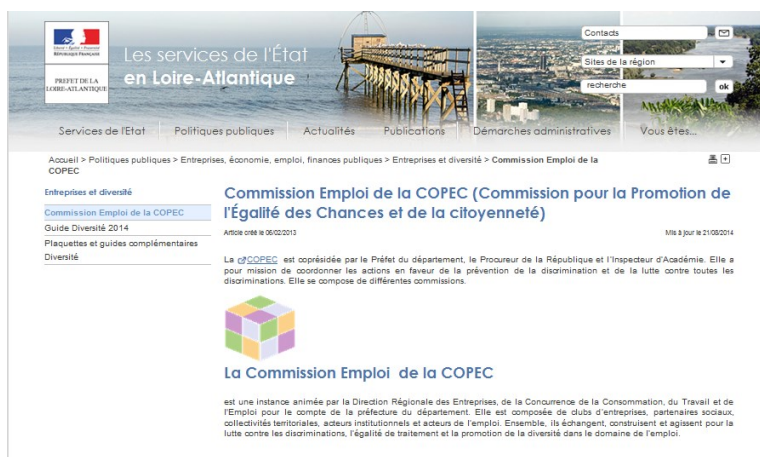 Liberté • Égalité • Fraternité
RÉPUBLIQUE FRANÇAISE
PREFET DE LA
LOIRE-ATLANTIQUE
Les services de l'État
en Loire-Atlantique
Contacts
Sites de la région
recherche
ok
Services de l'Etat
Politiques publiques
Actualités
Publications
Démarches administratives
Vous êtes...
Accueil > Politiques publiques > Entreprises, économie, emploi, finances publiques > Entreprises et diversité > Commission Emploi de la
COPEC
Entreprises et diversité
Commission Emploi de la COPEC
Guide Diversité 2014
Plaquettes et guides complémentaires
Diversité
Commission Emploi de la COPEC (Commission pour la Promotion de
l'Égalité des Chances et de la citoyenneté)
Article créé le 06/02/2013
Mis à jour le 21/08/2014
La COPEC est coprésidée par le Préfet du département, le Procureur de la République et l'Inspecteur d'Académie. Elle a
pour mission de coordonner les actions en faveur de la prévention de la discrimination et de la lutte contre toutes les
discriminations. Elle se compose de différentes commissions.
La Commission Emploi de la COPEC
est une instance animée par la Direction Régionale des Entreprises, de la Concurrence de la Consommation, du Travail et de
l'Emploi pour le compte de la préfecture du département. Elle est composée de clubs d'entreprises, partenaires sociaux,
collectivités territoriales, acteurs institutionnels et acteurs de l'emploi. Ensemble, ils échangent, construisent et agissent pour la
lutte contre les discriminations, l'égalité de traitement et la promotion de la diversité dans le domaine de l'emploi.